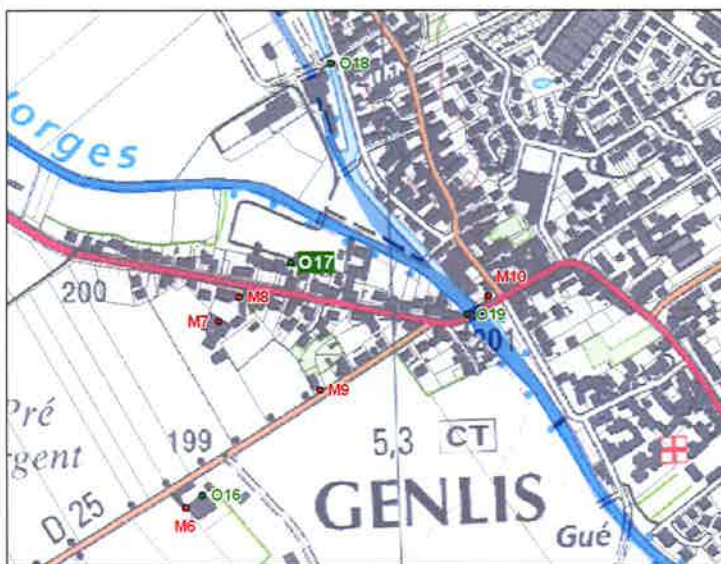 O18
orges
O17
M10
M8
O19
200
M7
201
M9
Pré
gent
199
5,3
CT
O16
GENLIS
M6
D 25
Gué